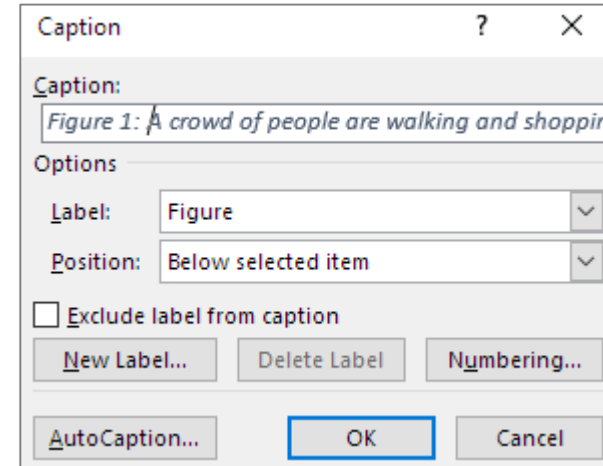 Caption ?
Caption:
Figure 1: A crowd of people are walking and
Options
Label: Figure
Position: Below selected item
Exclude label from caption
New Label... Delete Label Numbering...
AutoCaption... OK Cancel